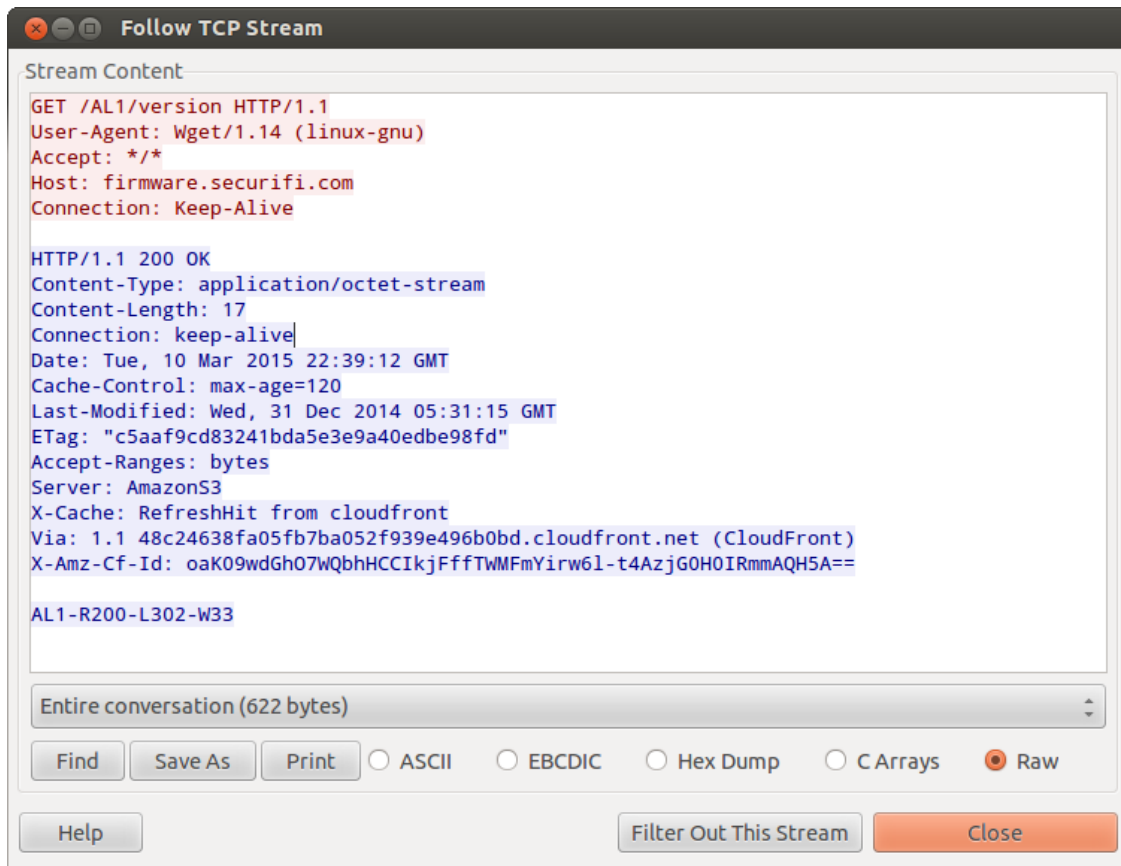 Follow TCP Stream
Stream Content
GET /AL1/version HTTP/1.1
User-Agent: Wget/1.14 (linux-gnu)
Accept: */*
Host: firmware.securifi.com
Connection: Keep-Alive
HTTP/1.1 200 OK
Content-Type: application/octet-stream
Content-Length: 17
Connection: keep-alive
Date: Tue, 10 Mar 2015 22:39:12 GMT
Cache-Control: max-age=120
Last-Modified: Wed, 31 Dec 2014 05:31:15 GMT
ETag: "c5aaf9cd83241bda5e3e9a40edbe98fd"
Accept-Ranges: bytes
Server: AmazonS3
X-Cache: RefreshHit from cloudfront
Via: 1.1 48c24638fa05fb7ba052f939e496b0bd.cloudfront.net (CloudFront)
X-Amz-Cf-Id: oaK09wdGhO7WQbhHCCIkjFffTWMFmYirw6l-t4AzjG0H0IRmmAQH5A==
AL1-R200-L302-W33
Entire conversation (622 bytes)
Find Save As Print ASCII EBCDIC Hex Dump C Arrays Raw
Help Filter Out This Stream Close